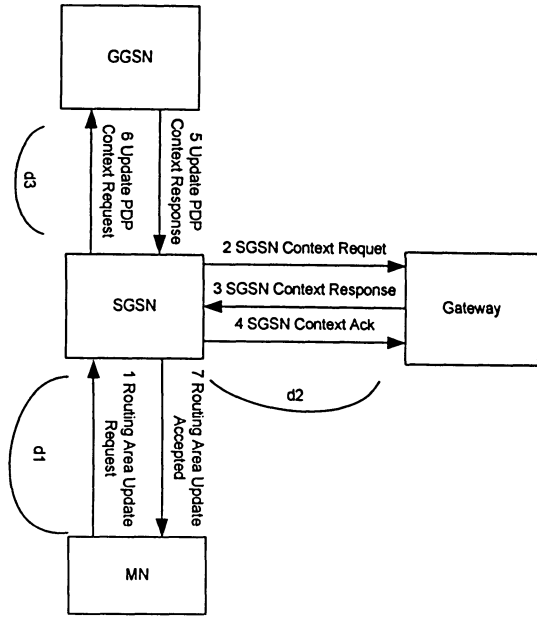 GGSN
6 Update PDP
Context Request
5 Update PDP
Context Response
d3
2 SGSN Context Requet
3 SGSN Context Response
4 SGSN Context Ack
SGSN
Gateway
d2
1 Routing Area Update
Request
7 Routing Area Update
Accepted
d1
MN